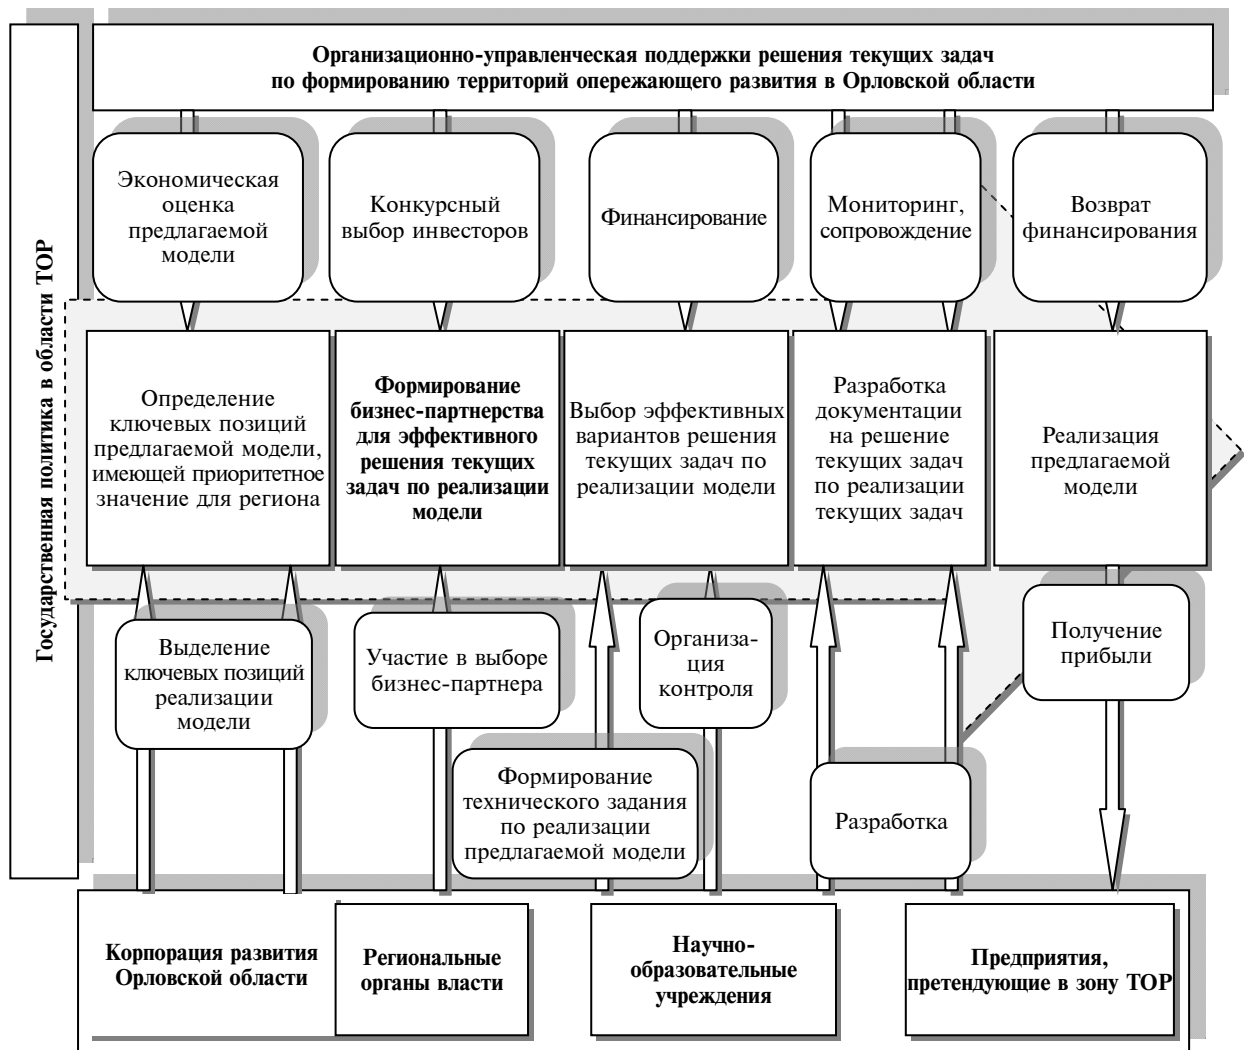 Организационно-управленческая поддержки решения текущих задач
по формированию территорий опережающего развития в Орловской области
Государственная политика в области ТОР
Экономическая
оценка
предлагаемой
модели
Конкурсный
выбор инвесторов
Финансирование
Мониторинг,
сопровождение
Возврат
финансирования
Определение
ключевых позиций
предлагаемой модели,
имеющей приоритетное
значение для региона
Формирование
бизнес-партнерства
для эффективного
решения текущих
задач по реализации
модели
Выбор эффективных
вариантов решения
текущих задач по
реализации модели
Разработка
документации
на решение
текущих задач
по реализации
текущих задач
Реализация
предлагаемой
модели
Выделение
ключевых позиций
реализации
модели
Участие в выборе
бизнес-партнера
Организа-
ция
контроля
Получение
прибыли
Формирование
технического задания
по реализации
предлагаемой модели
Разработка
Корпорация развития
Орловской области
Региональные
органы власти
Научно-
образовательные
учреждения
Предприятия,
претендующие в зону ТОР